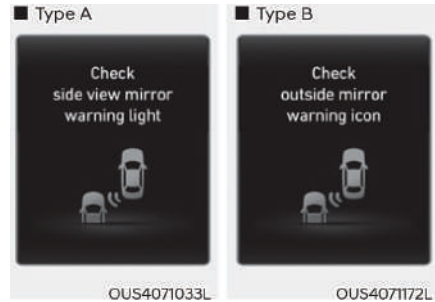 ■ Type A
Check
side view mirror
warning light
OUS4071033L
■ Type B
Check
outside mirror
warning icon
OUS4071172L